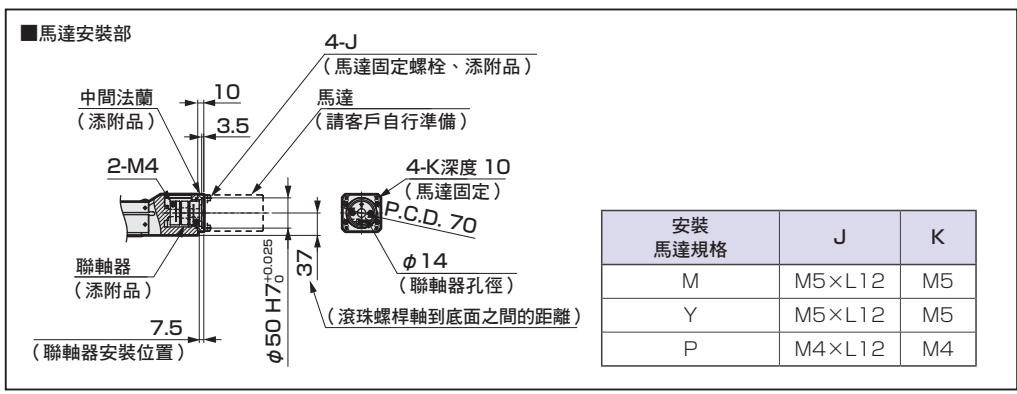 ■馬達安裝部
4-J
（馬達固定螺栓、添附品）
中間法蘭
（添附品）
10
3.5
馬達
（請客戶自行準備）
2-M4
4-K深度 10
（馬達固定）
P.C.D. 70
聯軸器
（添附品）
φ50 H7 +0.025 0
37
φ14
（聯軸器孔徑）
（滾珠螺桿軸到底面之間的距離）
7.5
（聯軸器安裝位置）
安裝
馬達規格 J K
M M5×L12 M5
Y M5×L12 M5
P M4×L12 M4